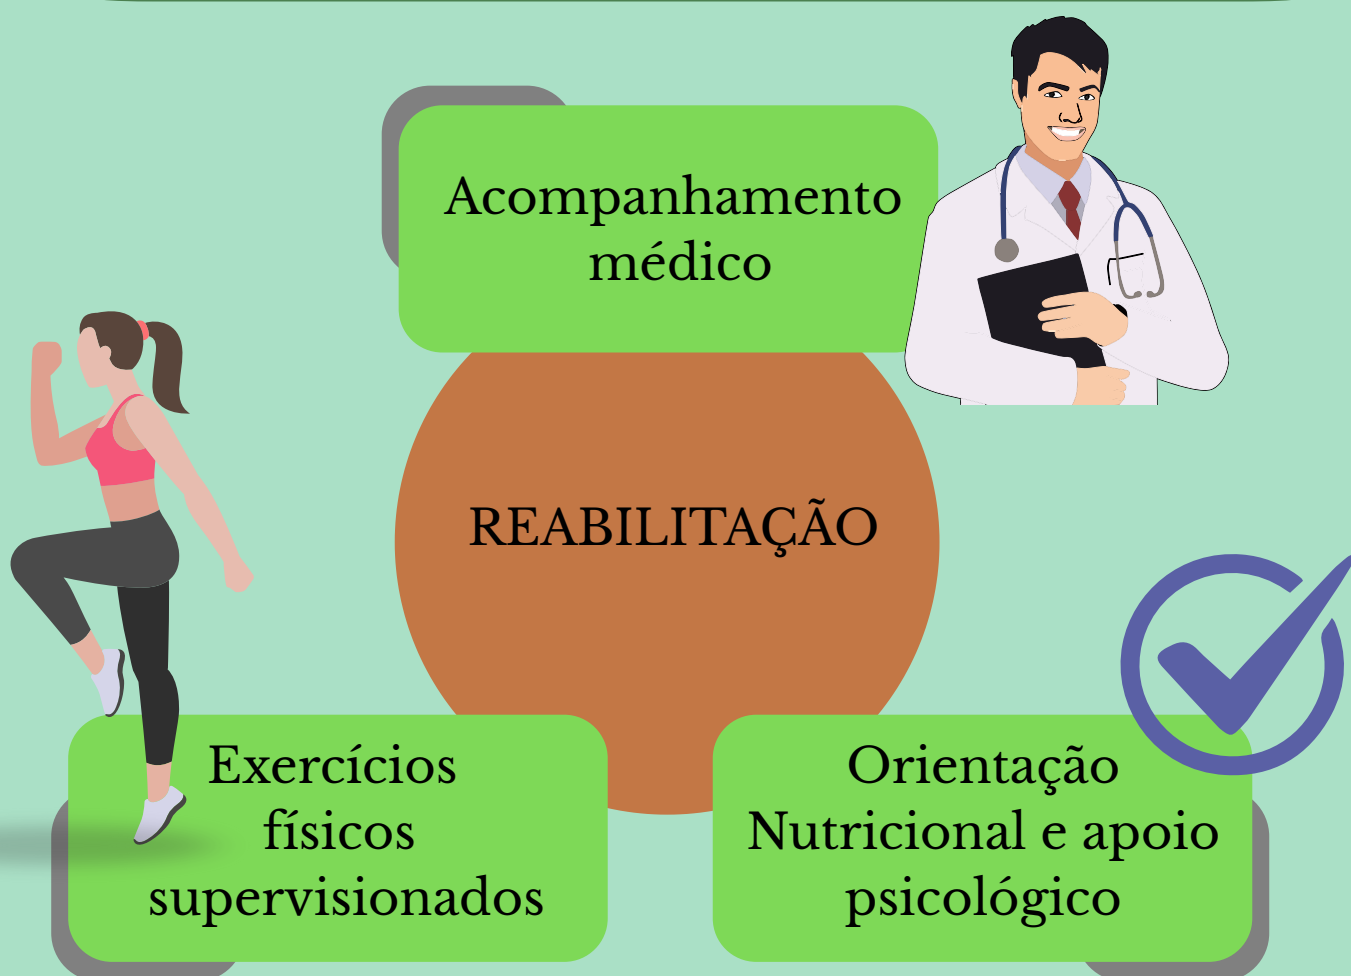 Acompanhamento
médico
REABILITAÇÃO
Exercícios
físicos
supervisionados
Orientação
Nutricional e apoio
psicológico